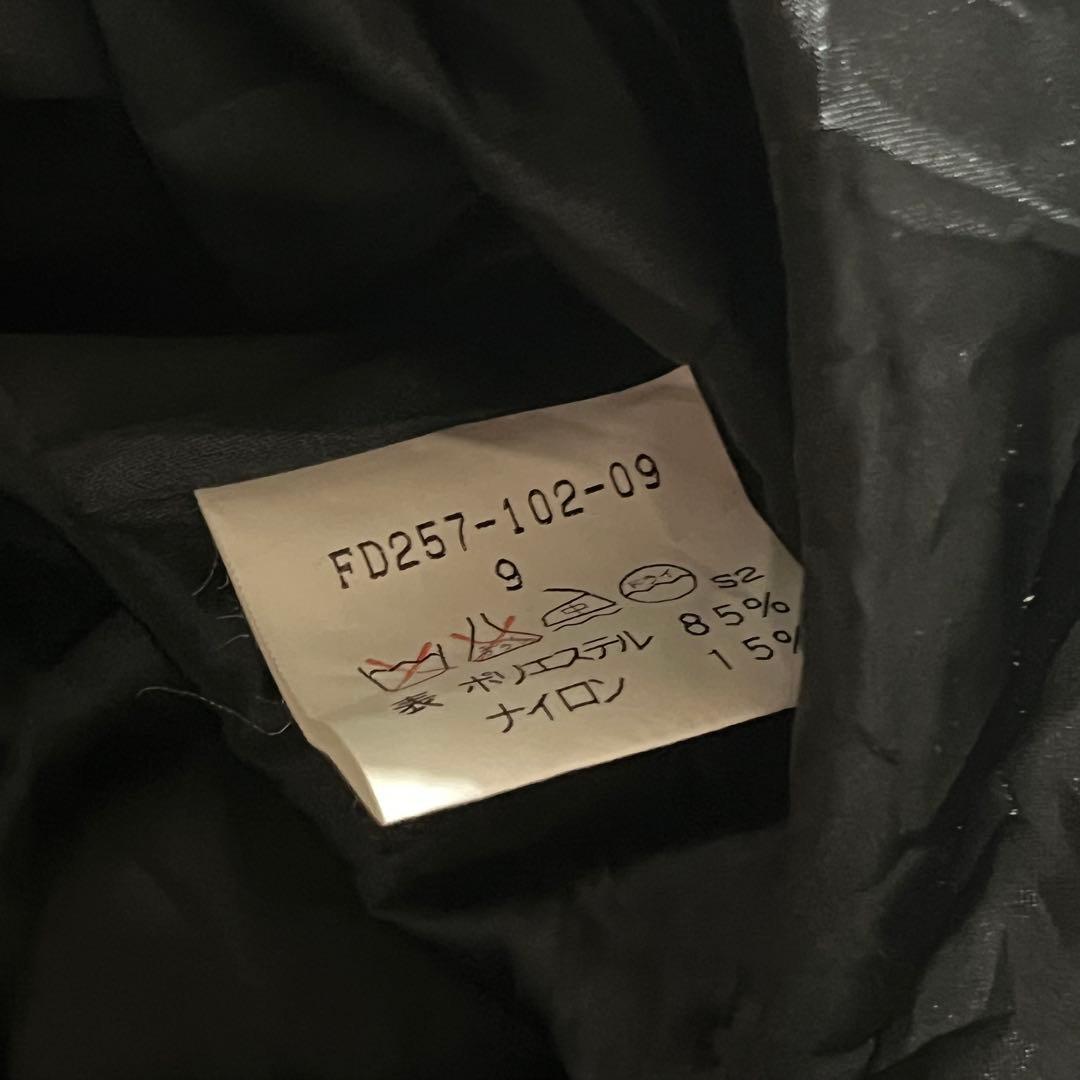 FD257-102-09
9
S2
表 ポリエステル 85%
ナイロン 15%